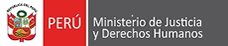 PERÚ
Ministerio de Justicia
y Derechos Humanos